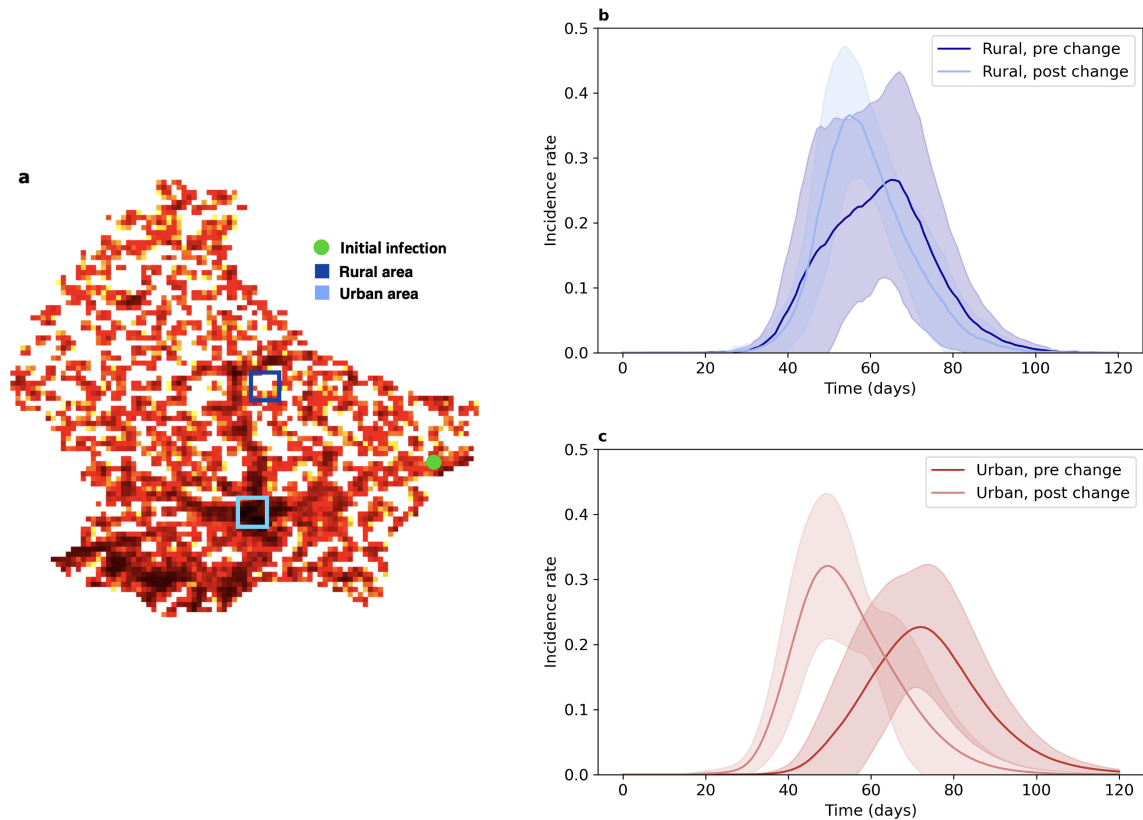 a
Initial infection
Rural area
Urban area
b
0.5
0.4
0.3
0.2
0.1
0.0
Incidence rate
Rural, pre change
Rural, post change
0 20 40 60 80 100 120
Time (days)
c
0.5
0.4
0.3
0.2
0.1
0.0
Incidence rate
Urban, pre change
Urban, post change
0 20 40 60 80 100 120
Time (days)